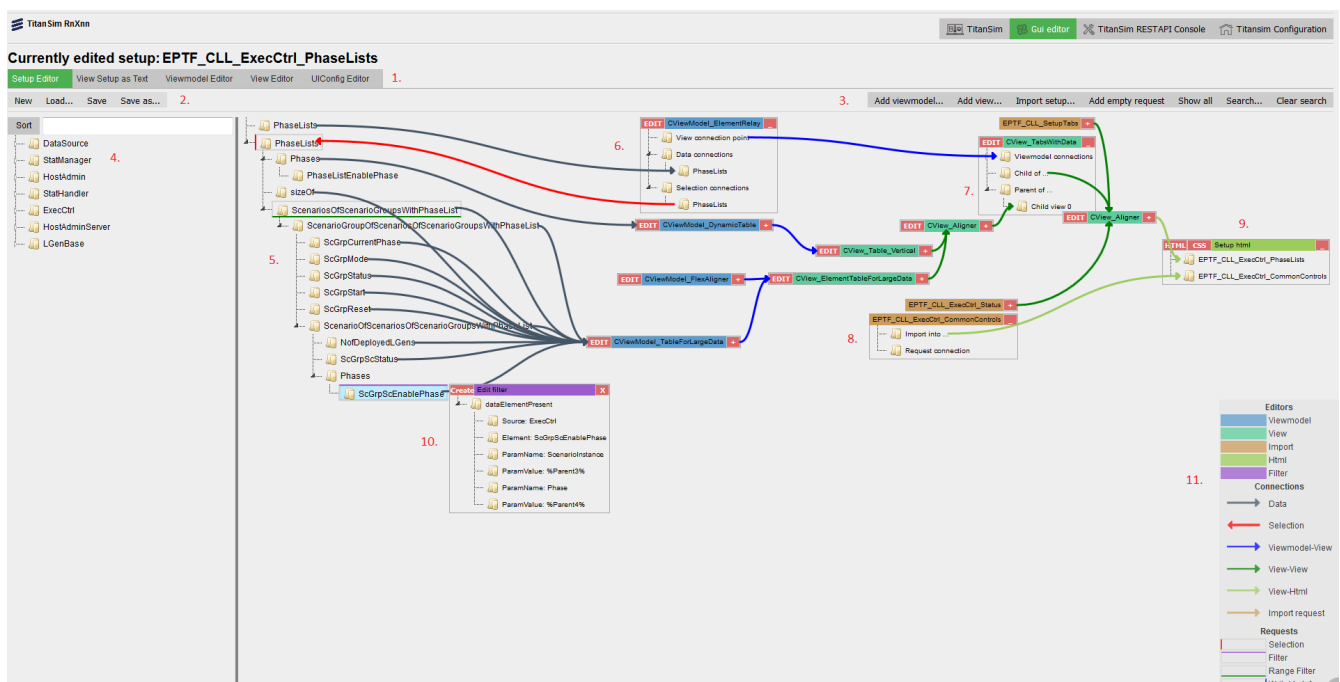 TitanSim RnXnn
TitanSim
Gui editor
TitanSim RESTAPI Console
Titansim Configuration
Currently edited setup: EPTF_CLL_ExecCtrl_PhaseLists
Setup Editor View Setup as Text Viewmodel Editor View Editor UIConfig Editor 1.
New Load... Save Save as... 2.
3. Add viewmodel... Add view... Import setup... Add empty request Show all Search... Clear search
Sort
DataSource
StatManager
HostAdmin
StatHandler
ExecCtrl
HostAdminServer
LGenBase
4.
PhaseLists
PhaseLists
Phases
PhaseListEnablePhase
sizeOf
ScenariosOfScenarioGroupsWithPhaseList
ScenarioGroupOfScenariosOfScenarioGroupsWithPhaseList
ScGrpCurrentPhase
ScGrpMode
ScGrpStatus
ScGrpStart
ScGrpReset
ScenarioOfScenariosOfScenarioGroupsWithPhaseList
NofDeployedLGens
ScGrpScStatus
Phases
ScGrpScEnablePhase
5.
EDIT CViewModel_ElementRelay _
View connection point
Data connections
PhaseLists
Selection connections
PhaseLists
6.
EPTF_CLL_SetupTabs +
EDIT CView_TabsWithData _
Viewmodel connections
Child of ...
Parent of ...
Child view 0
7.
EDIT CViewModel_DynamicTable +
EDIT CView_Aligner +
EDIT CView_Aligner +
EDIT CView_Table_Vertical +
EDIT CViewModel_FlexAligner +
EDIT CView_ElementTableForLargeData +
EDIT CViewModel_TableForLargeData +
EPTF_CLL_ExecCtrl_Status +
EPTF_CLL_ExecCtrl_CommonControls _
Import into ...
Request connection
8.
9.
HTML CSS Setup html _
EPTF_CLL_ExecCtrl_PhaseLists
EPTF_CLL_ExecCtrl_CommonControls
Create Edit filter X
dataElementPresent
Source: ExecCtrl
Element: ScGrpScEnablePhase
ParamName: ScenarioInstance
ParamValue: %Parent3%
ParamName: Phase
ParamValue: %Parent4%
10.
Editors
Viewmodel
View
Import
Html
Filter
11.
Connections
Data
Selection
Viewmodel-View
View-View
View-Html
Import request
Requests
Selection
Filter
Range Filter